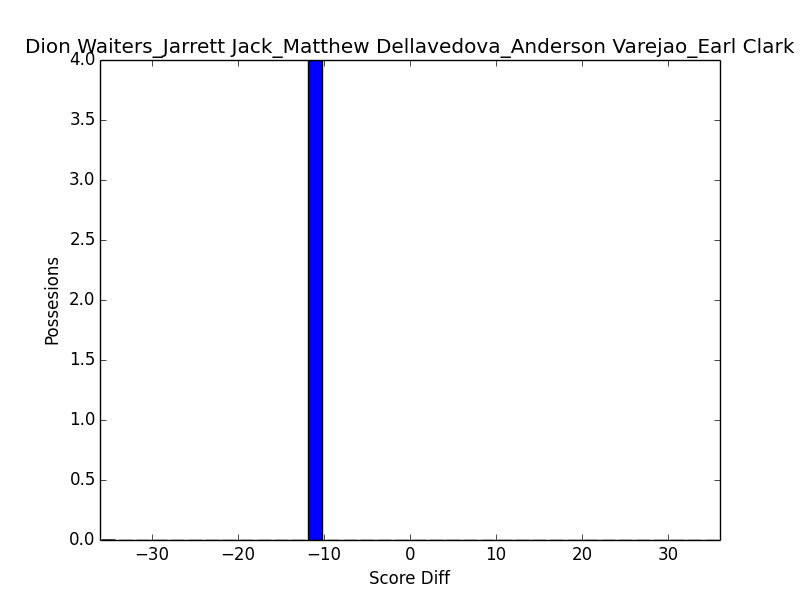 Dion Waiters_Jarrett Jack_Matthew Dellavedova_Anderson Varejao_Earl Clark
4.0
3.5
3.0
2.5
2.0
1.5
1.0
0.5
0.0
Possesions
−30 −20 −10 0 10 20 30
Score Diff